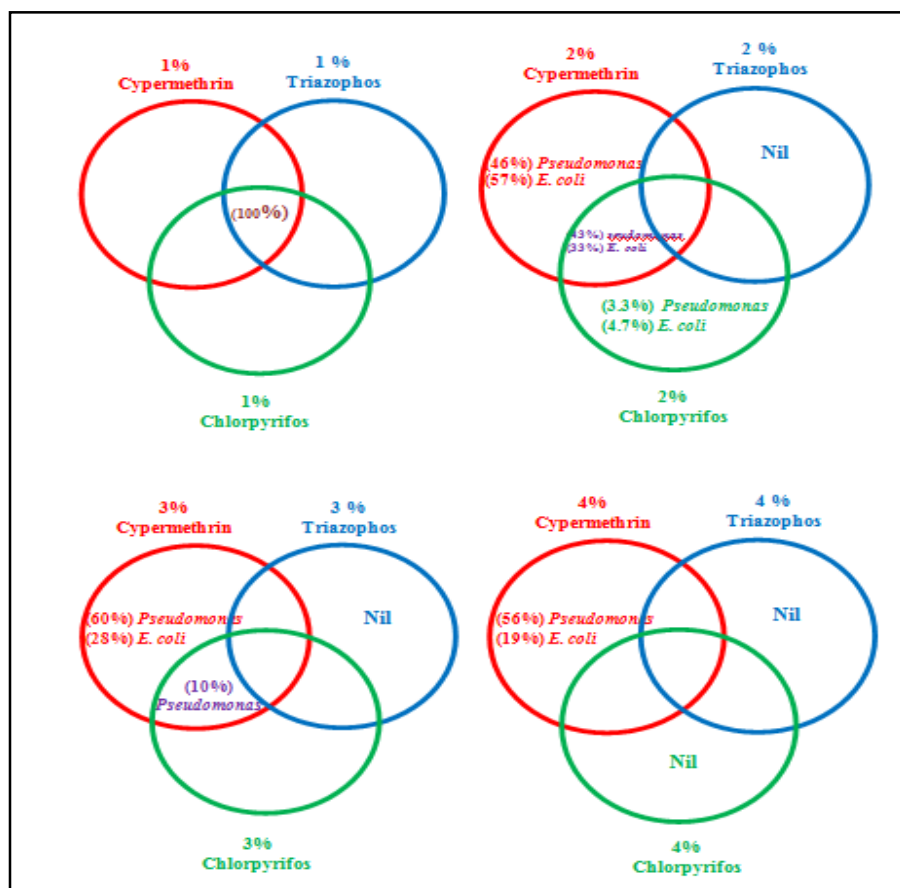 1%
Cypermethrin
1 %
Triazophos
(100%)
1%
Chlorpyrifos
2%
Cypermethrin
2 %
Triazophos
Nil
(46%) Pseudomonas
(57%) E. coli
(43%) eudomonas
(33%) E. coli
(3.3%) Pseudomonas
(4.7%) E. coli
2%
Chlorpyrifos
3%
Cypermethrin
3 %
Triazophos
(60%) Pseudomonas
(28%) E. coli
Nil
(10%)
Pseudomonas
3%
Chlorpyrifos
4%
Cypermethrin
4 %
Triazophos
(56%) Pseudomonas
(19%) E. coli
Nil
Nil
4%
Chlorpyrifos